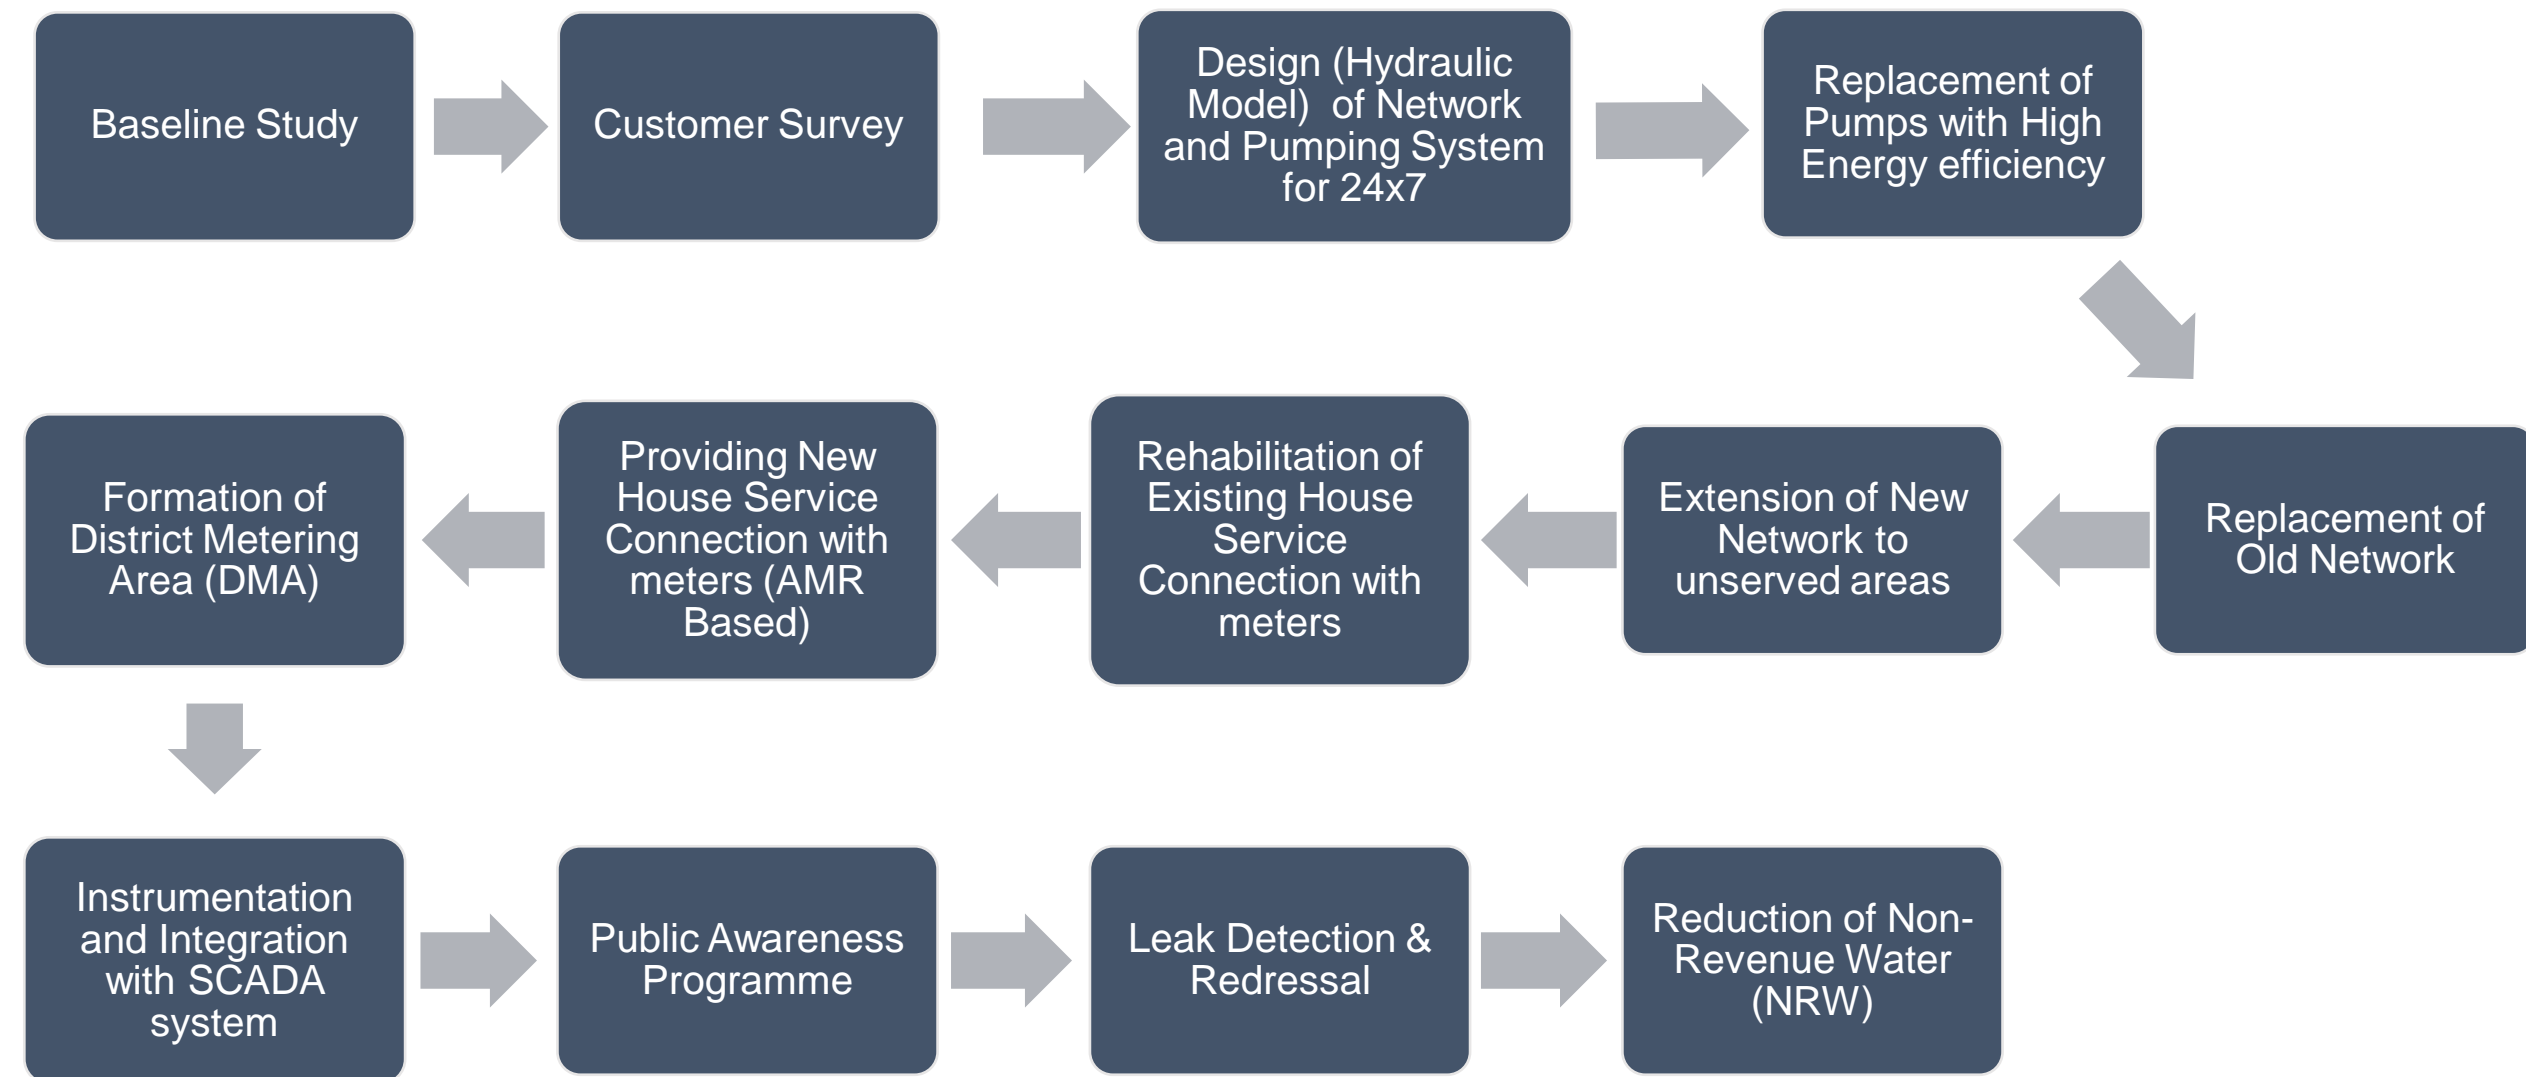 Baseline Study
Customer Survey
Design (Hydraulic
Model)  of Network
and Pumping System
for 24x7
Replacement of
Pumps with High
Energy efficiency
Replacement of
Old Network
Extension of New
Network to
unserved areas
Rehabilitation of
Existing House
Service
Connection with
meters
Providing New
House Service
Connection with
meters (AMR
Based)
Formation of
District Metering
Area (DMA)
Instrumentation
and Integration
with SCADA
system
Public Awareness
Programme
Leak Detection &
Redressal
Reduction of Non-
Revenue Water
(NRW)